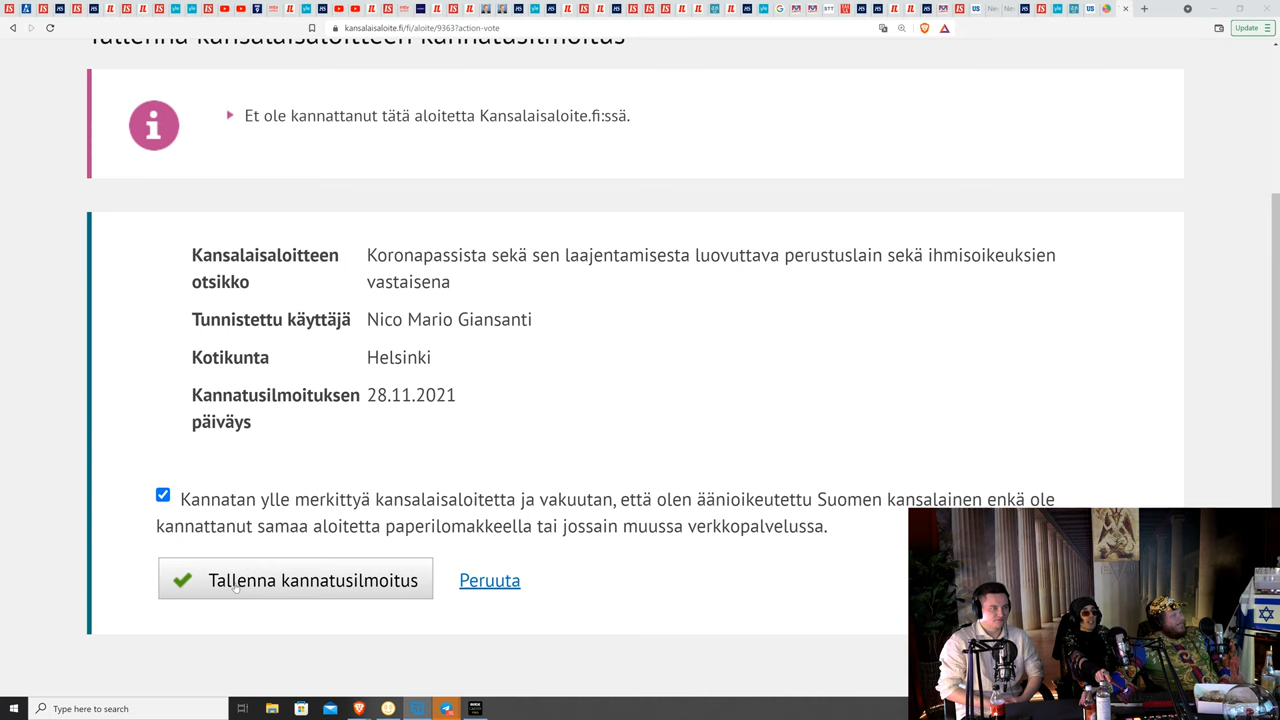 kansalaisaloite.fi/fi/aloite/9363?action-vote
Update
Tallenna kansalaisaloitteen kannatusilmoitus
Et ole kannattanut tätä aloitetta Kansalaisaloite.fi:ssä.
Kansalaisaloitteen otsikko
Koronapassista sekä sen laajentamisesta luovuttava perustuslain sekä ihmisoikeuksien
vastaisena
Tunnistettu käyttäjä Nico Mario Giansanti
Kotikunta Helsinki
Kannatusilmoituksen 28.11.2021
päiväys
Kannatan ylle merkittyä kansalaisaloitetta ja vakuutan, että olen äänioikeutettu Suomen kansalainen enkä ole
kannattanut samaa aloitetta paperilomakkeella tai jossain muussa verkkopalvelussa.
Tallenna kannatusilmoitus Peruuta
Type here to search